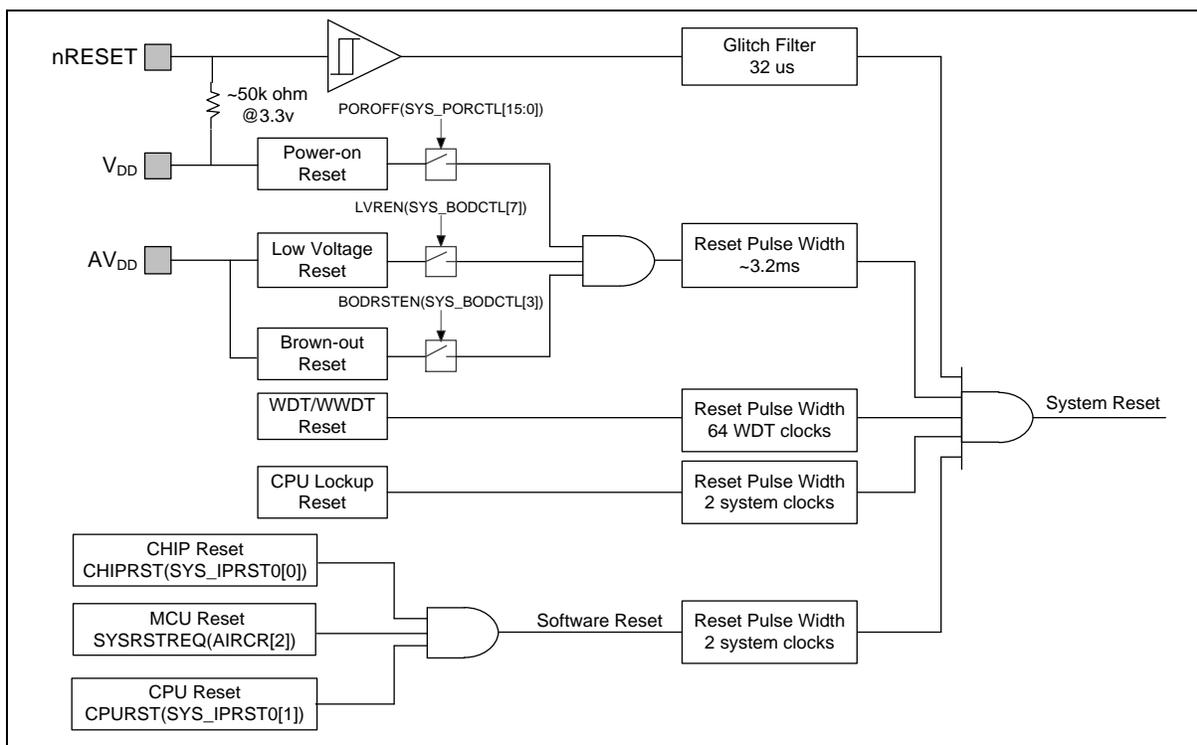 nRESET
Glitch Filter
32 us
~50k ohm
@3.3v
POROFF(SYS_PORCTL[15:0])
VDD
Power-on
Reset
LVREN(SYS_BODCTL[7])
AVDD
Low Voltage
Reset
Reset Pulse Width
~3.2ms
BODRSTEN(SYS_BODCTL[3])
Brown-out
Reset
WDT/WWDT
Reset
Reset Pulse Width
64 WDT clocks
System Reset
CPU Lockup
Reset
Reset Pulse Width
2 system clocks
CHIP Reset
CHIPRST(SYS_IPRST0[0])
MCU Reset
SYSRSTREQ(AIRCR[2])
Software Reset
Reset Pulse Width
2 system clocks
CPU Reset
CPURST(SYS_IPRST0[1])